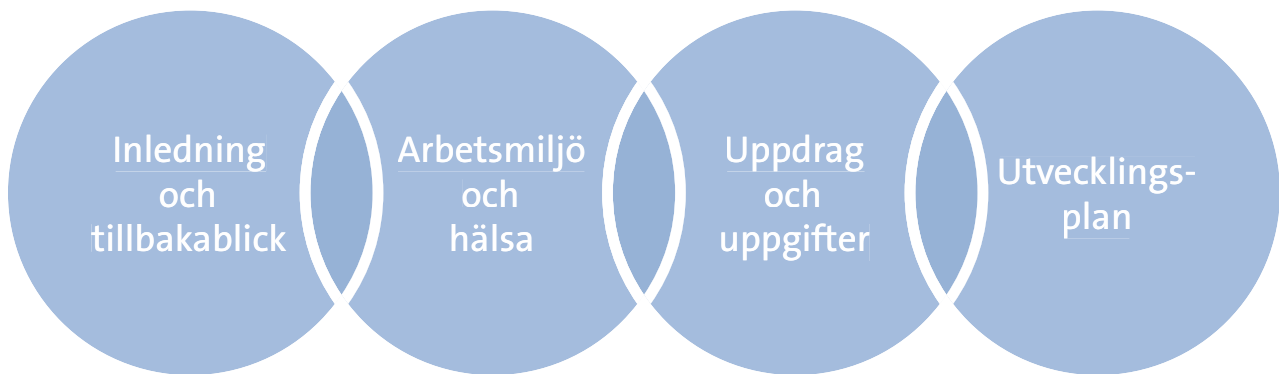 Inledning
och
tillbakablick
Arbetsmiljö
och
hälsa
Uppdrag
och
uppgifter
Utvecklings-
plan